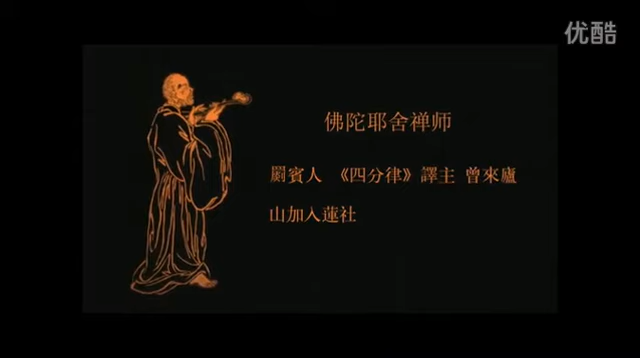 优酷
佛陀耶舍禅师
罽賓人 《四分律》譯主 曾來廬
山加入蓮社